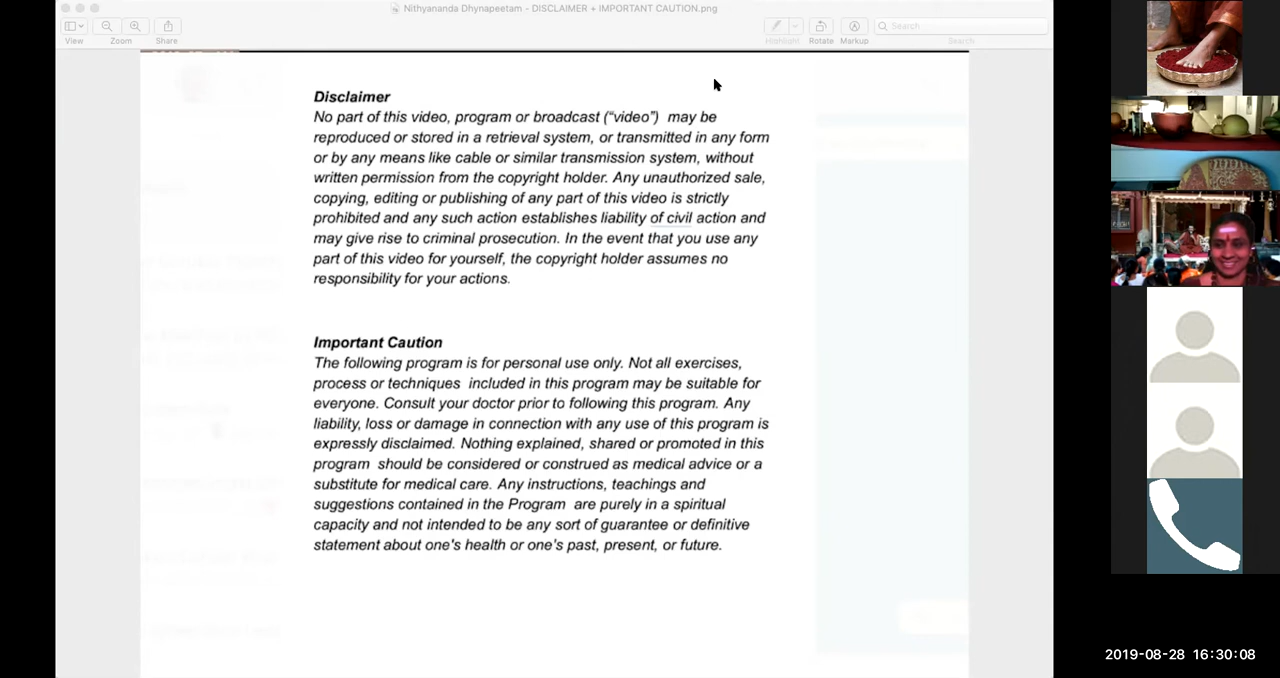 Nithyananda Dhynapeetam - DISCLAIMER + IMPORTANT CAUTION.png
View Zoom Share Highlight Rotate Markup Search
Search
Disclaimer
No part of this video, program or broadcast (“video”)  may be
reproduced or stored in a retrieval system, or transmitted in any form
or by any means like cable or similar transmission system, without
written permission from the copyright holder. Any unauthorized sale,
copying, editing or publishing of any part of this video is strictly
prohibited and any such action establishes liability of civil action and
may give rise to criminal prosecution. In the event that you use any
part of this video for yourself, the copyright holder assumes no
responsibility for your actions.
Important Caution
The following program is for personal use only. Not all exercises,
process or techniques  included in this program may be suitable for
everyone. Consult your doctor prior to following this program. Any
liability, loss or damage in connection with any use of this program is
expressly disclaimed. Nothing explained, shared or promoted in this
program  should be considered or construed as medical advice or a
substitute for medical care. Any instructions, teachings and
suggestions contained in the Program  are purely in a spiritual
capacity and not intended to be any sort of guarantee or definitive
statement about one's health or one's past, present, or future.
2019-08-28 16:30:08